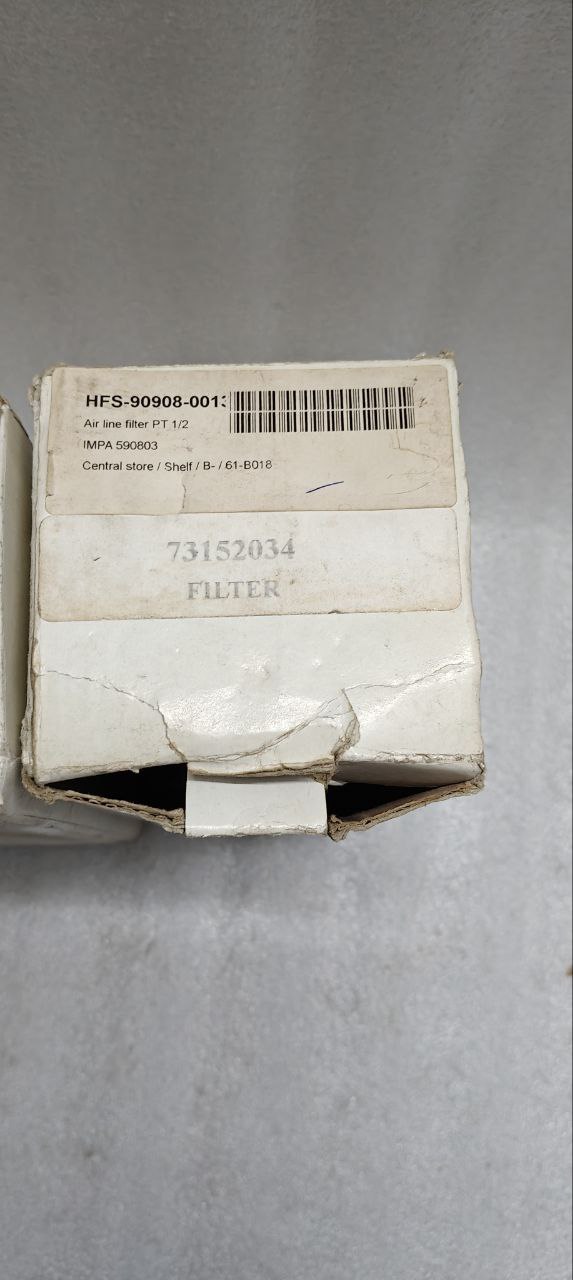 HFS-90908-0013
Air line filter PT 1/2
IMPA 590803
Central store / Shelf / B- / 61-B018
73152034
FILTER